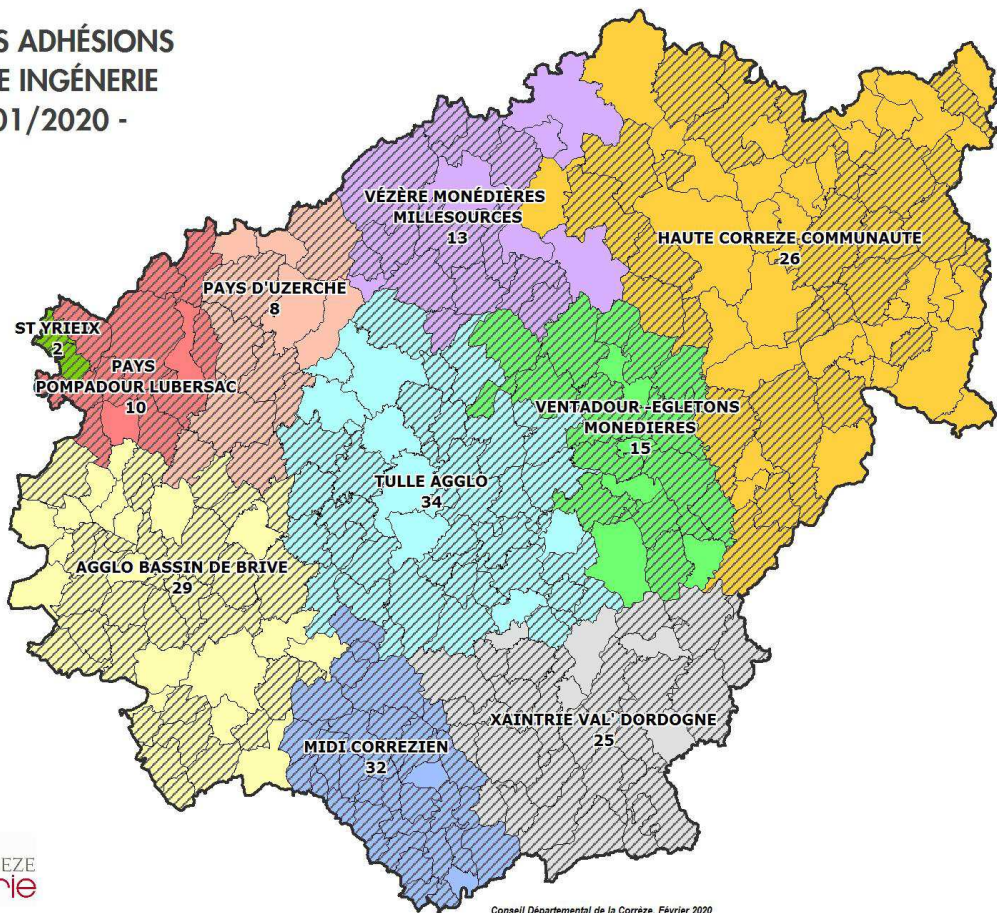 S ADHÉSIONS
E INGÉNERIE
01/2020 -
VÉZÈRE MONÉDIÈRES
MILLESOURCES
13
HAUTE CORREZE COMMUNAUTE
26
PAYS D'UZERCHE
8
ST YRIEIX
2
PAYS
POMPADOUR LUBERSAC
10
VENTADOUR -EGLETONS
MONEDIERES
15
TULLE AGGLO
34
AGGLO BASSIN DE BRIVE
29
XAINTRIE VAL' DORDOGNE
25
MIDI CORREZIEN
32
EZE
rie
Conseil Départemental de la Corrèze, Février 2020